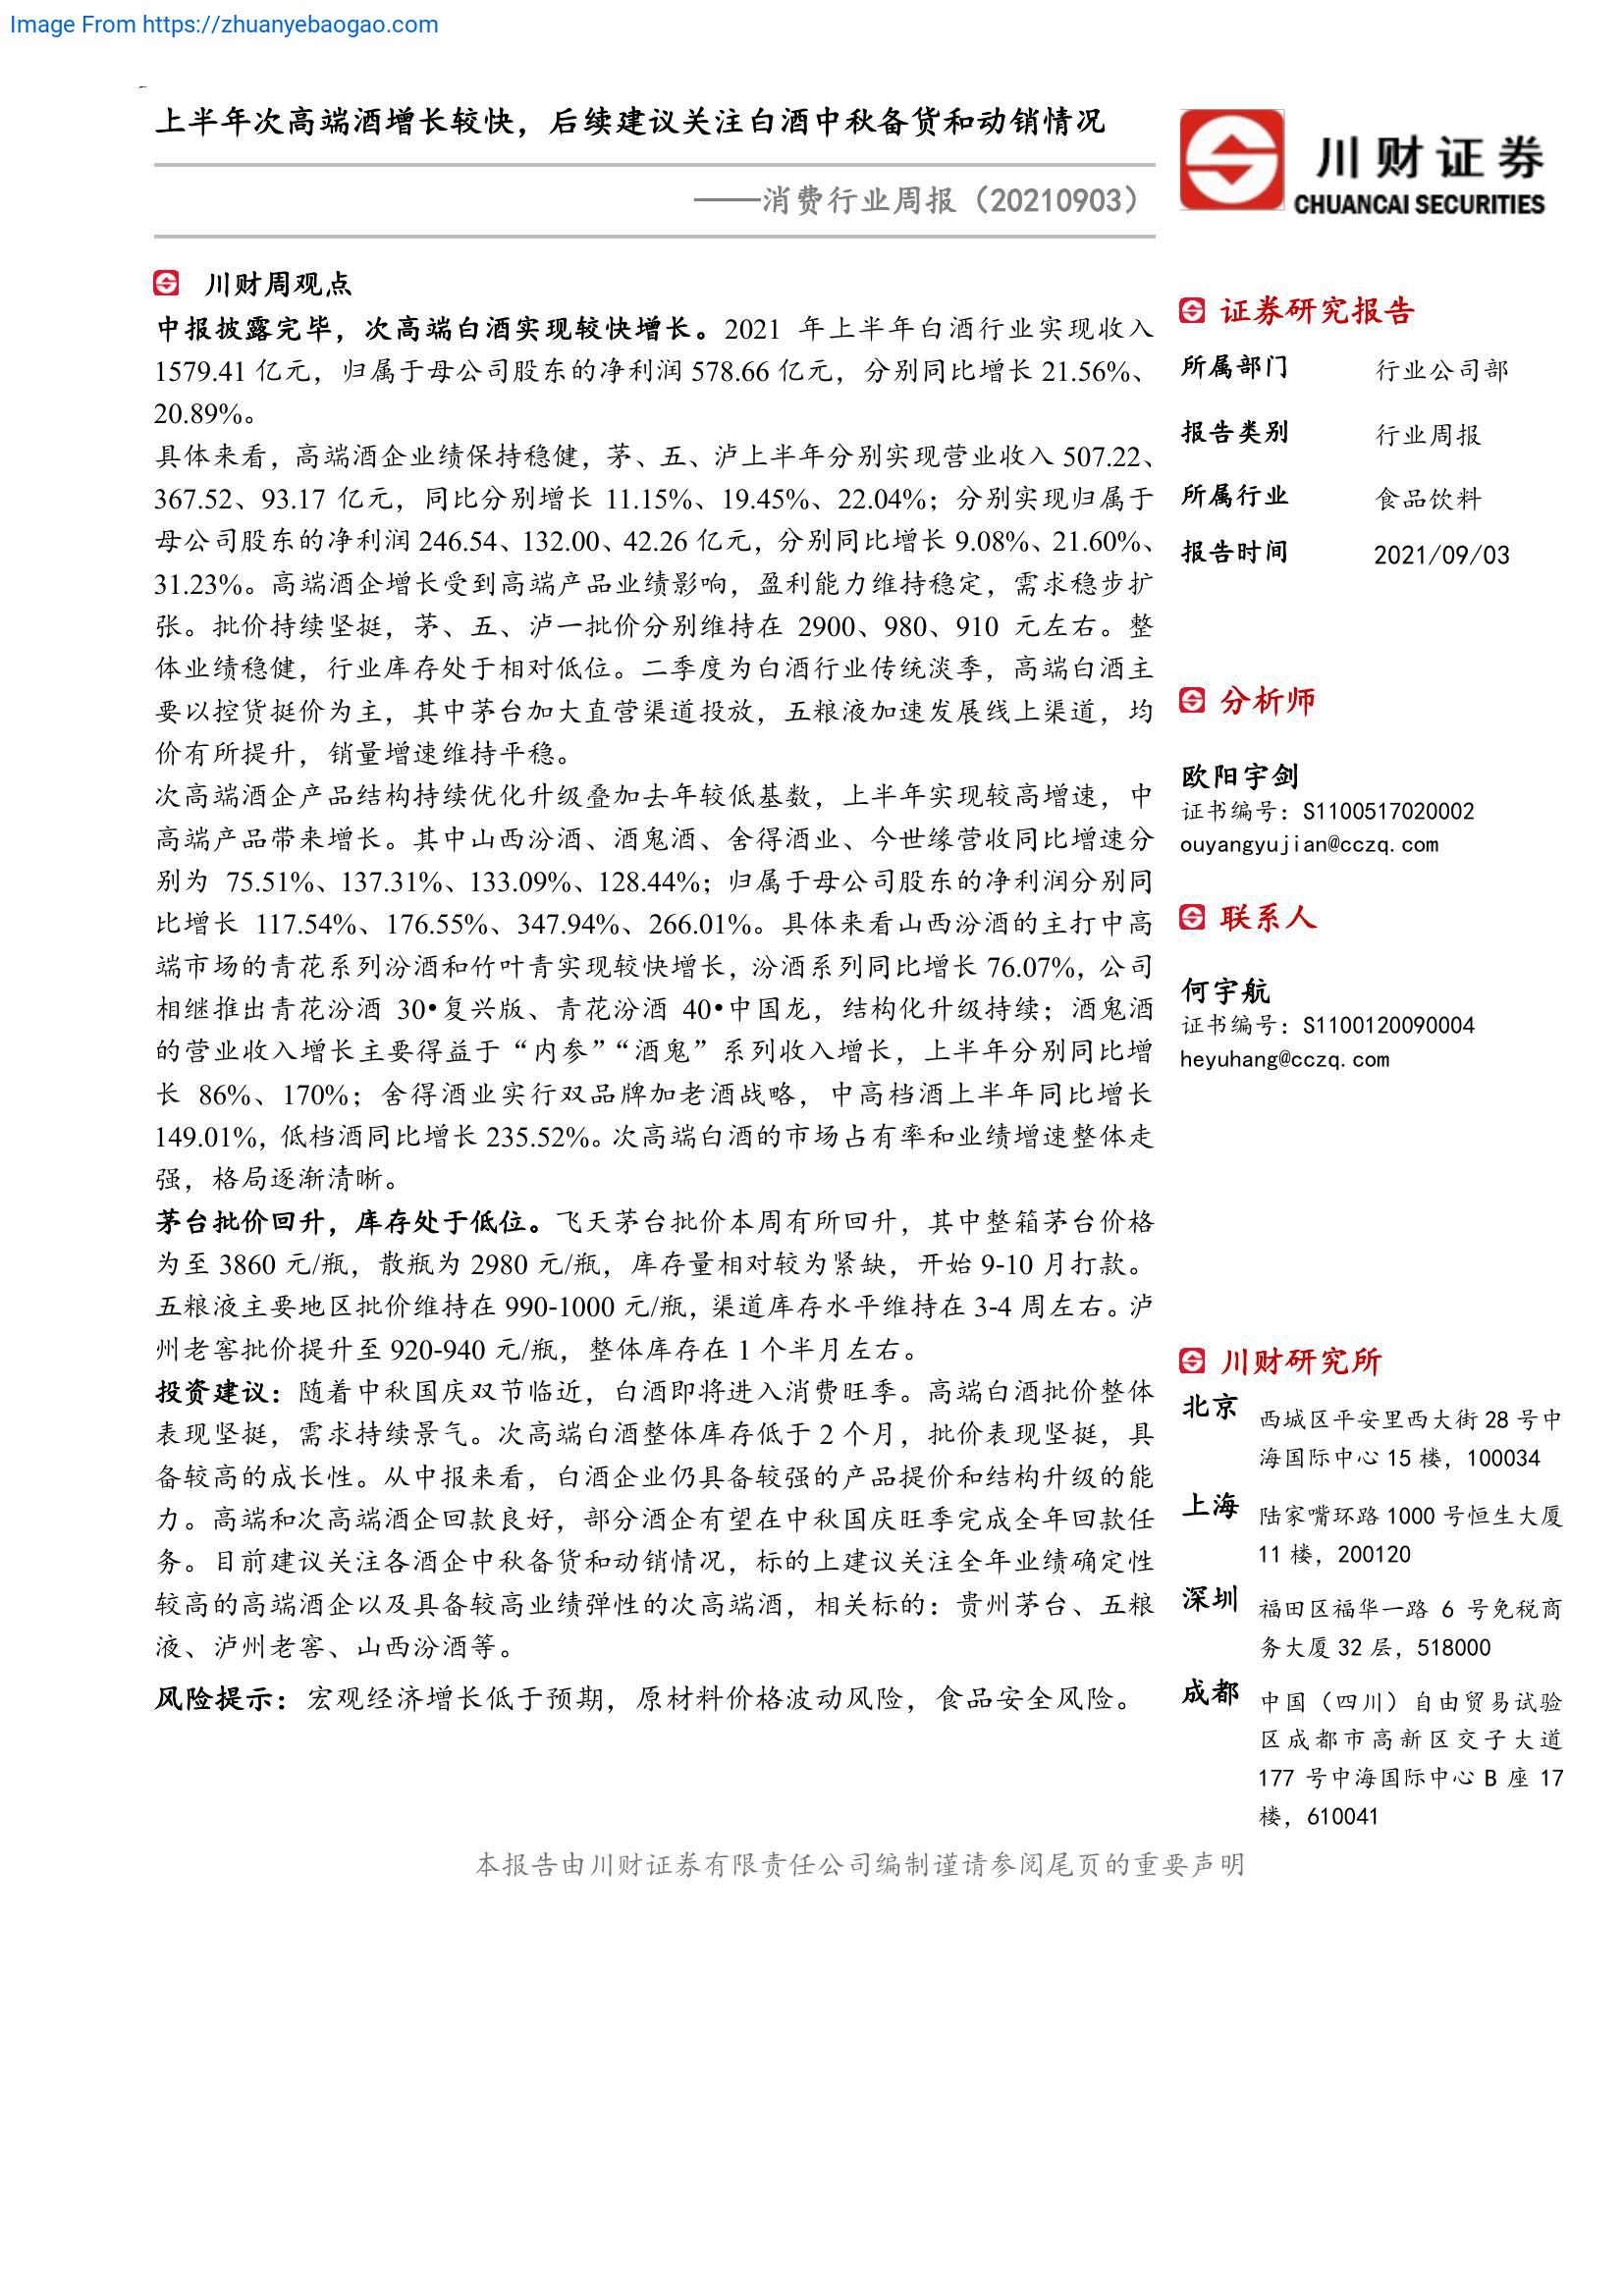 Image From https://zhuanyebaogao.com
上半年次高端酒增长较快，后续建议关注白酒中秋备货和动销情况
——消费行业周报（20210903）
川财周观点
中报披露完毕，次高端白酒实现较快增长。2021 年上半年白酒行业实现收入
1579.41 亿元，归属于母公司股东的净利润 578.66 亿元，分别同比增长 21.56%、
20.89%。
具体来看，高端酒企业绩保持稳健，茅、五、泸上半年分别实现营业收入 507.22、
367.52、93.17 亿元，同比分别增长 11.15%、19.45%、22.04%；分别实现归属于
母公司股东的净利润 246.54、132.00、42.26 亿元，分别同比增长 9.08%、21.60%、
31.23%。高端酒企增长受到高端产品业绩影响，盈利能力维持稳定，需求稳步扩
张。批价持续坚挺，茅、五、泸一批价分别维持在 2900、980、910 元左右。整
体业绩稳健，行业库存处于相对低位。二季度为白酒行业传统淡季，高端白酒主
要以控货挺价为主，其中茅台加大直营渠道投放，五粮液加速发展线上渠道，均
价有所提升，销量增速维持平稳。
次高端酒企产品结构持续优化升级叠加去年较低基数，上半年实现较高增速，中
高端产品带来增长。其中山西汾酒、酒鬼酒、舍得酒业、今世缘营收同比增速分
别为 75.51%、137.31%、133.09%、128.44%；归属于母公司股东的净利润分别同
比增长 117.54%、176.55%、347.94%、266.01%。具体来看山西汾酒的主打中高
端市场的青花系列汾酒和竹叶青实现较快增长，汾酒系列同比增长 76.07%，公司
相继推出青花汾酒 30•复兴版、青花汾酒 40•中国龙，结构化升级持续；酒鬼酒
的营业收入增长主要得益于“内参”“酒鬼”系列收入增长，上半年分别同比增
长 86%、170%；舍得酒业实行双品牌加老酒战略，中高档酒上半年同比增长
149.01%，低档酒同比增长 235.52%。次高端白酒的市场占有率和业绩增速整体走
强，格局逐渐清晰。
茅台批价回升，库存处于低位。飞天茅台批价本周有所回升，其中整箱茅台价格
为至 3860 元/瓶，散瓶为 2980 元/瓶，库存量相对较为紧缺，开始 9-10 月打款。
五粮液主要地区批价维持在 990-1000 元/瓶，渠道库存水平维持在 3-4 周左右。泸
州老窖批价提升至 920-940 元/瓶，整体库存在 1 个半月左右。
投资建议：随着中秋国庆双节临近，白酒即将进入消费旺季。高端白酒批价整体
表现坚挺，需求持续景气。次高端白酒整体库存低于 2 个月，批价表现坚挺，具
备较高的成长性。从中报来看，白酒企业仍具备较强的产品提价和结构升级的能
力。高端和次高端酒企回款良好，部分酒企有望在中秋国庆旺季完成全年回款任
务。目前建议关注各酒企中秋备货和动销情况，标的上建议关注全年业绩确定性
较高的高端酒企以及具备较高业绩弹性的次高端酒，相关标的：贵州茅台、五粮
液、泸州老窖、山西汾酒等。
风险提示：宏观经济增长低于预期，原材料价格波动风险，食品安全风险。
川财证券
CHUANCAI SECURITIES
证券研究报告
所属部门 行业公司部
报告类别 行业周报
所属行业 食品饮料
报告时间 2021/09/03
分析师
欧阳宇剑
证书编号：S1100517020002
ouyangyujian@cczq.com
联系人
何宇航
证书编号：S1100120090004
heyuhang@cczq.com
川财研究所
北京 西城区平安里西大街 28 号中
海国际中心 15 楼，100034
上海 陆家嘴环路 1000 号恒生大厦
11 楼，200120
深圳 福田区福华一路 6 号免税商
务大厦 32 层，518000
成都 中国（四川）自由贸易试验
区成都市高新区交子大道
177 号中海国际中心 B 座 17
楼，610041
本报告由川财证券有限责任公司编制谨请参阅尾页的重要声明